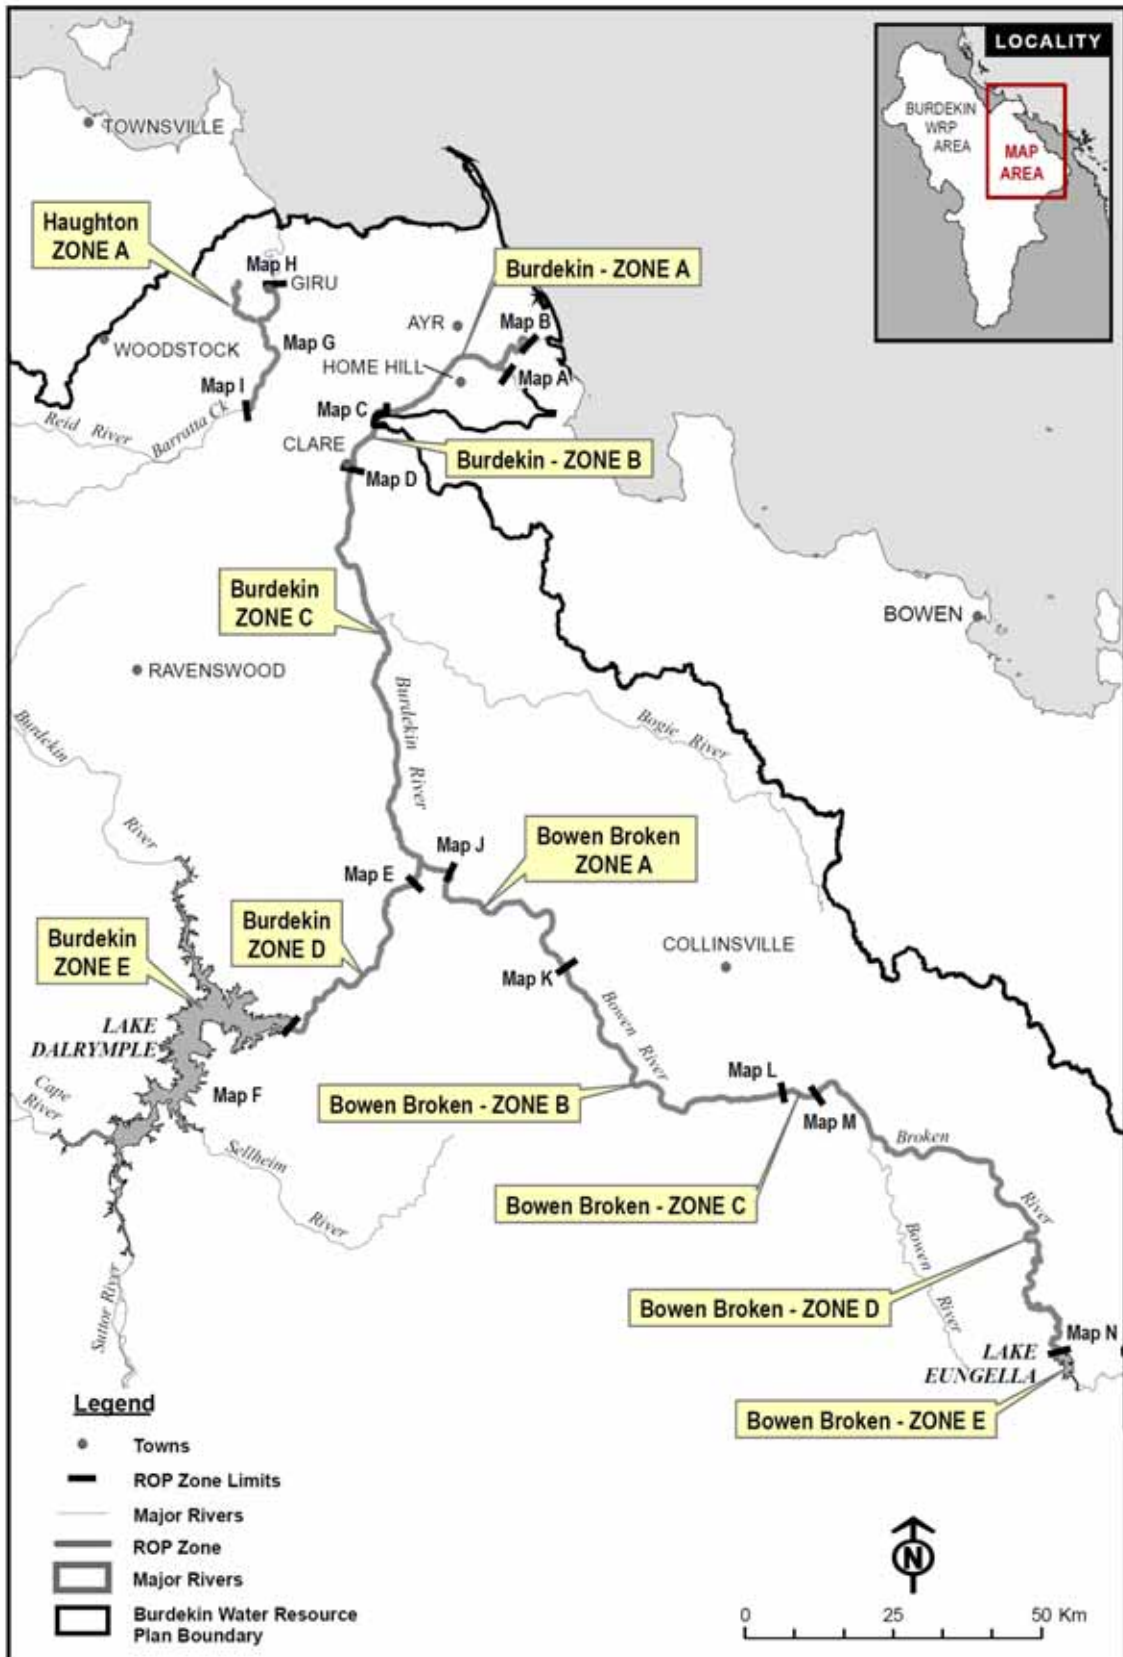 LOCALITY
BURDEKIN
WRP
AREA
MAP
AREA
TOWNSVILLE
Haughton
ZONE A
Map H
GIRU
Burdekin - ZONE A
AYR
Map B
WOODSTOCK
Map G
HOME HILL
Map A
Map I
Map C
Reid River
Barratta Ck
CLARE
Burdekin - ZONE B
Map D
Burdekin
ZONE C
BOWEN
RAVENSWOOD
Burdekin
River
Burdekin
River
Bogie River
Map J
Bowen Broken
ZONE A
Map E
Burdekin
ZONE D
Burdekin
ZONE E
COLLINSVILLE
Map K
LAKE
DALRYMPLE
Bowen
River
Map L
Cape
River
Map F
Bowen Broken - ZONE B
Map M
Broken
River
Sellheim
River
Bowen Broken - ZONE C
Bowen
River
Suttor River
Bowen Broken - ZONE D
Map N
LAKE
EUNGELLA
Bowen Broken - ZONE E
Legend
Towns
ROP Zone Limits
Major Rivers
ROP Zone
Major Rivers
Burdekin Water Resource
Plan Boundary
N
0 25 50 Km